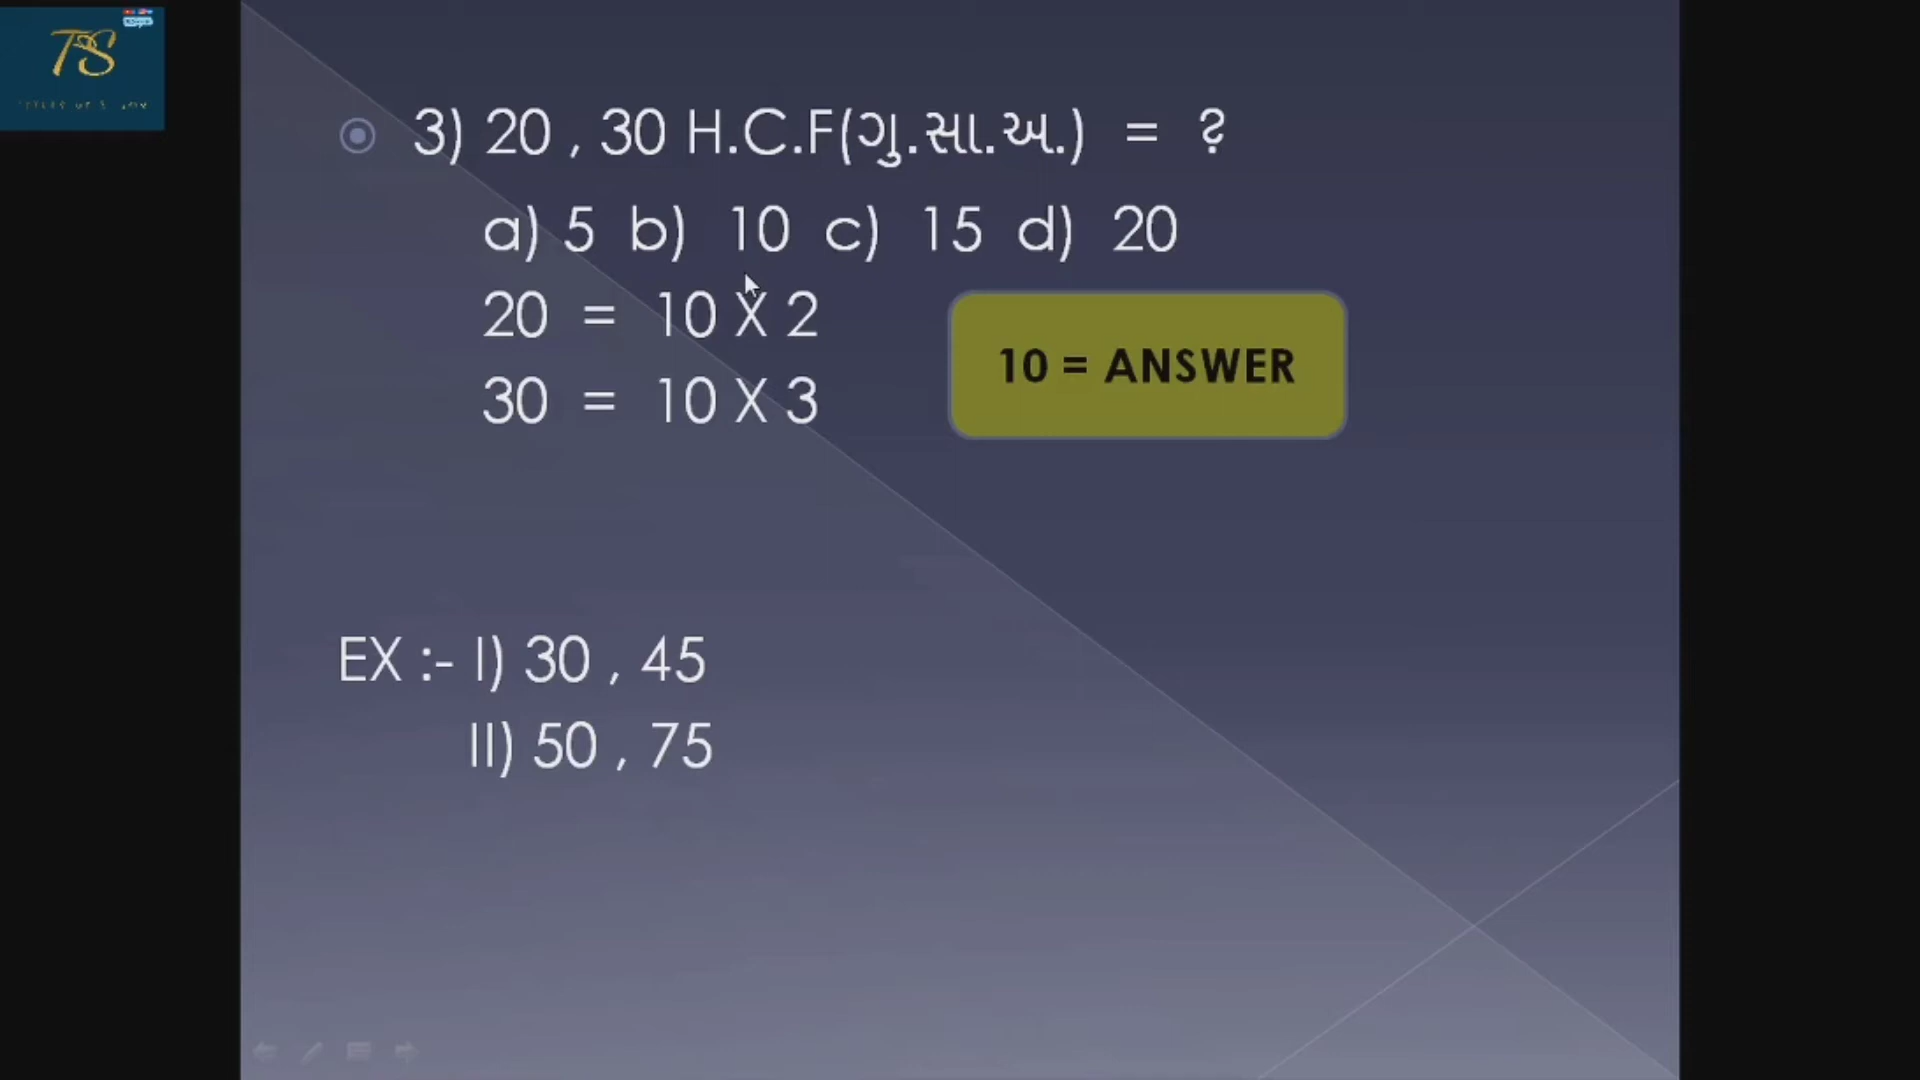 TS
3) 20 , 30 H.C.F(ગુ.સા.અ.) = ?
a) 5 b) 10 c) 15 d) 20
20 = 10 X 2
30 = 10 X 3
10 = ANSWER
EX :- I) 30 , 45
II) 50 , 75